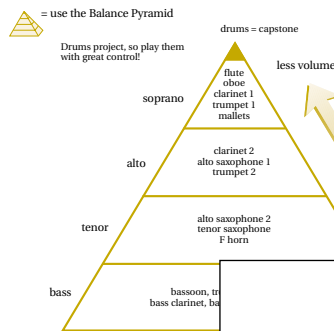 = use the Balance Pyramid
drums = capstone
Drums project, so play them
with great control!
less volume
flute
oboe
clarinet 1
trumpet 1
mallets
soprano
clarinet 2
alto saxophone 1
trumpet 2
alto
alto saxophone 2
tenor saxophone
F horn
tenor
bass
bassoon,
bass clarinet,